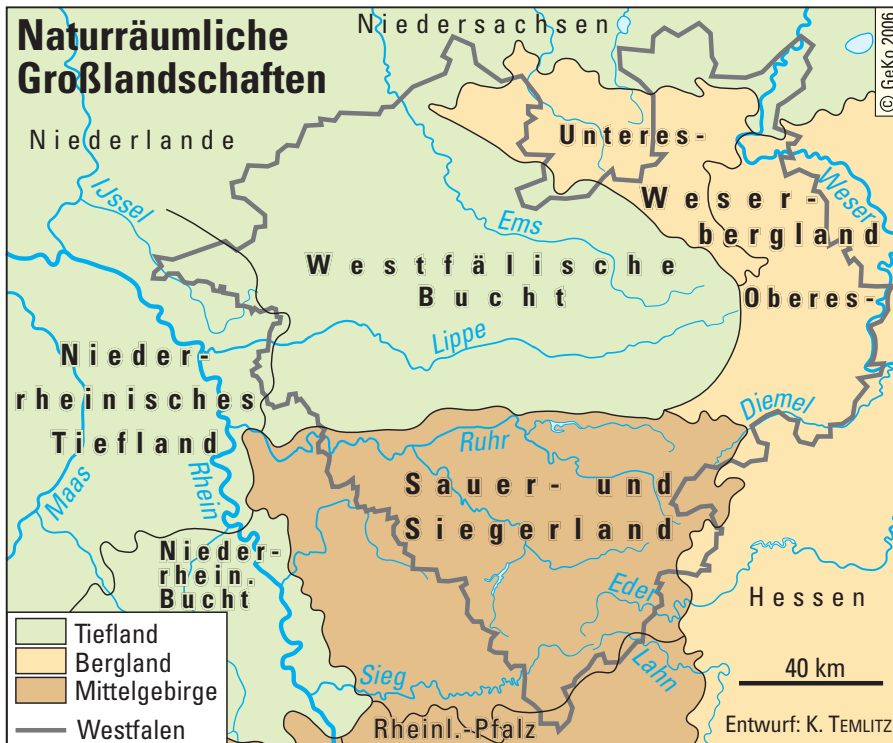 Naturräumliche
Großlandschaften
Niedersachsen
© GeKo 2006
Niederlande
Unteres-
IJssel
Weser-
bergland
Weser
Ems
Westfälische
Bucht
Oberes-
Lippe
Nieder-
rheinisches
Tiefland
Diemel
Ruhr
Rhein
Maas
Sauer- und
Siegerland
Nieder-
rhein.
Bucht
Eder
Hessen
Lahn
Sieg
Rheinl.-Pfalz
Tiefland
Bergland
Mittelgebirge
Westfalen
40 km
Entwurf: K. TEMLITZ